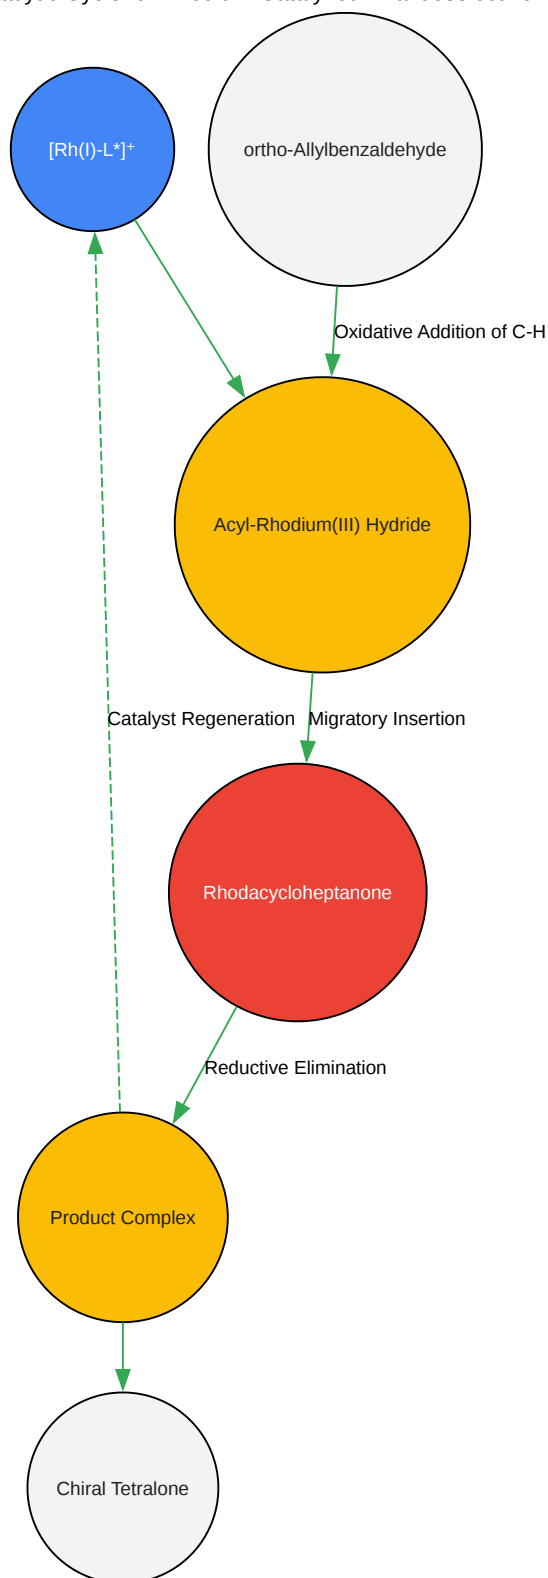 [Rh(I)-L*]⁺
ortho-Allylbenzaldehyde
Oxidative Addition of C-H
Acyl-Rhodium(III) Hydride
Catalyst Regeneration
Migratory Insertion
Rhodacycloheptanone
Reductive Elimination
Product Complex
Chiral Tetralone